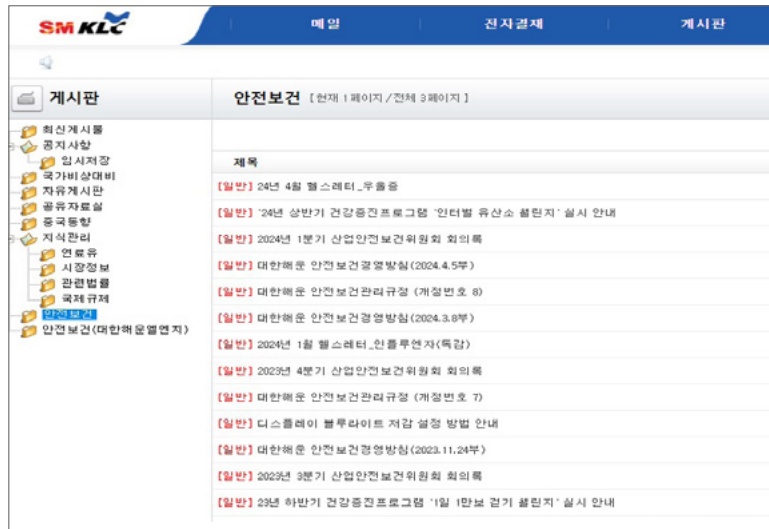 SM KLC
메일
전자결재
게시판
게시판
안전보건 [현재 1페이지/전체 3페이지]
최신게시물
공지사항
임시저장
국가비상대비
자유게시판
공유자료실
중국동향
지식관리
연료유
시장정보
관련법률
국제규제
안전보건
안전보건(대한해운엘엔지)
제목
[일반] 24년 4월 헬스레터_우울증
[일반] '24년 상반기 건강증진프로그램 '인터벌 유산소 챌린지' 실시 안내
[일반] 2024년 1분기 산업안전보건위원회 회의록
[일반] 대한해운 안전보건경영방침(2024.4.5부)
[일반] 대한해운 안전보건관리규정 (개정번호 8)
[일반] 대한해운 안전보건경영방침(2024.3.8부)
[일반] 2024년 1월 헬스레터_인플루엔자(독감)
[일반] 2023년 4분기 산업안전보건위원회 회의록
[일반] 대한해운 안전보건관리규정 (개정번호 7)
[일반] 디스플레이 블루라이트 저감 설정 방법 안내
[일반] 대한해운 안전보건경영방침(2023.11.24부)
[일반] 2023년 3분기 산업안전보건위원회 회의록
[일반] 23년 하반기 건강증진프로그램 '1일 1만보 걷기 챌린지' 실시 안내